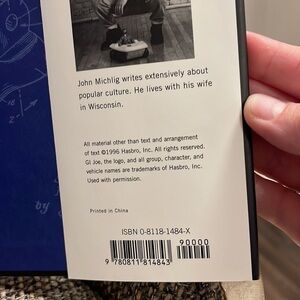 John Michlig writes extensively about
popular culture. He lives with his wife
in Wisconsin.
All material other than text and arrangement
of text ©1996 Hasbro, Inc. All rights reserved.
GI Joe, the logo, and all group, character, and
vehicle names are trademarks of Hasbro, Inc.
Used with permission.
Printed in China
ISBN 0-8118-1484-X
90000
9 780811 814843
by